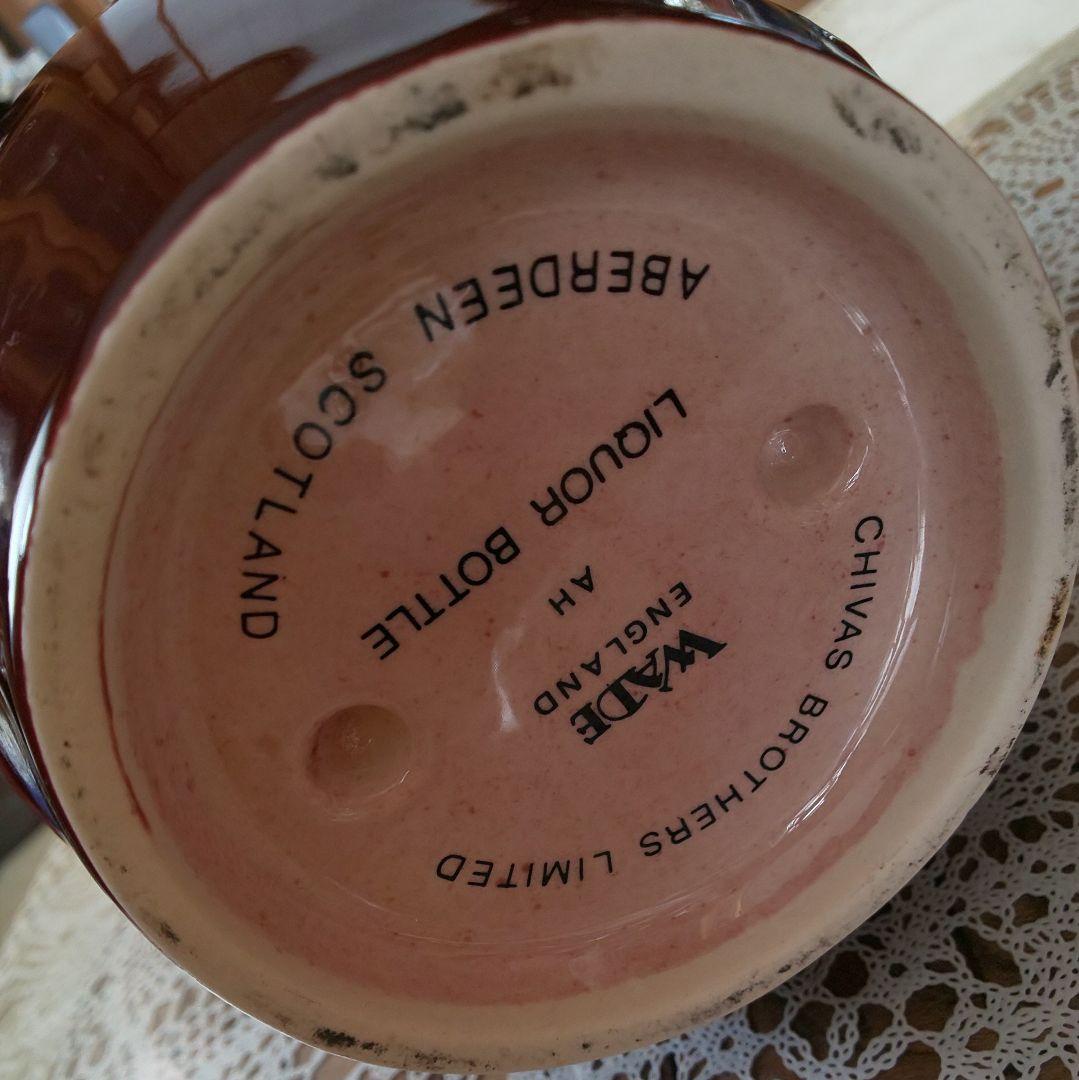 CHIVAS BROTHERS LIMITED
WADE
ENGLAND
AH
LIQUOR BOTTLE
ABERDEEN SCOTLAND